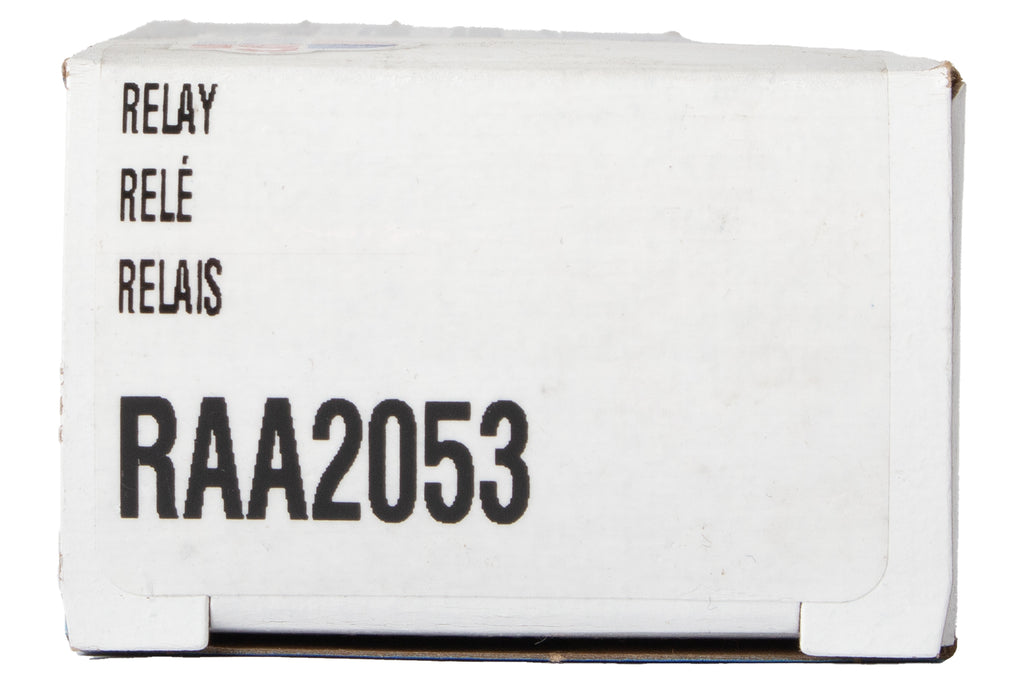 RELAY
RELÉ
RELAIS
RAA2053